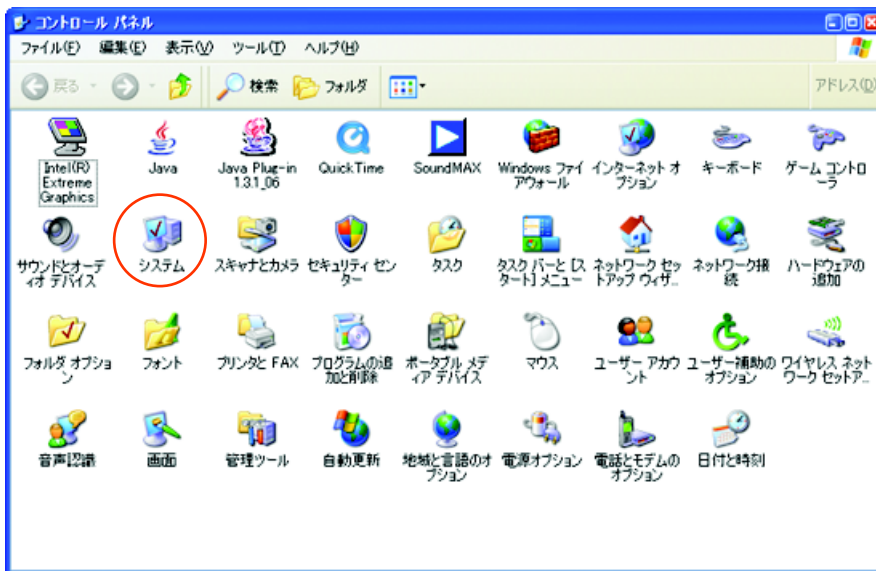 コントロール パネル
ファイル(F) 編集(E) 表示(V) ツール(T) ヘルプ(H)
戻る 検索 フォルダ アドレス(D)
Intel(R)
Extreme
Graphics
Java
Java Plug-in
1.3.1_06
QuickTime
SoundMAX
Windows ファイ
アウォール
インターネット オ
プション
キーボード
ゲーム コントロ
ーラ
サウンドとオーデ
ィオ デバイス
システム
スキャナとカメラ
セキュリティ セン
ター
タスク
タスク バーと [ス
タート] メニュー
ネットワーク セッ
トアップ ウィザ...
ネットワーク接
続
ハードウェアの
追加
フォルダ オプショ
ン
フォント
プリンタと FAX
プログラムの追
加と削除
ポータブル メデ
ィア デバイス
マウス
ユーザー アカウ
ント
ユーザー補助の
オプション
ワイヤレス ネット
ワーク セットア...
音声認識
画面
管理ツール
自動更新
地域と言語のオ
プション
電源オプション
電話とモデムの
オプション
日付と時刻